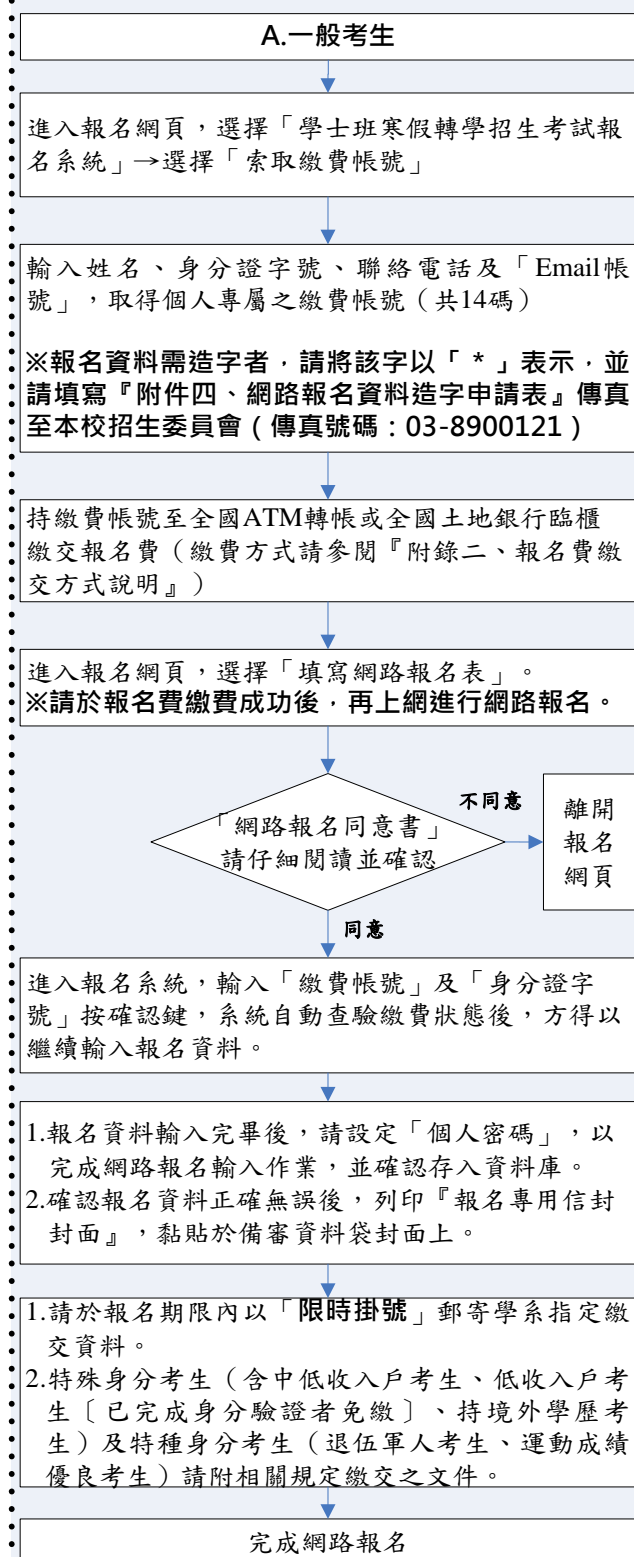 A.一般考生
進入報名網頁，選擇「學士班寒假轉學招生考試報
名系統」→選擇「索取繳費帳號」
輸入姓名、身分證字號、聯絡電話及「Email帳
號」，取得個人專屬之繳費帳號（共14碼）
※報名資料需造字者，請將該字以「 * 」表示，並
請填寫『附件四、網路報名資料造字申請表』傳真
至本校招生委員會（傳真號碼：03-8900121）
持繳費帳號至全國ATM轉帳或全國土地銀行臨櫃
繳交報名費（繳費方式請參閱『附錄二、報名費繳
交方式說明』）
進入報名網頁，選擇「填寫網路報名表」。
※請於報名費繳費成功後，再上網進行網路報名。
「網路報名同意書」
請仔細閱讀並確認
不同意
離開
報名
網頁
同意
進入報名系統，輸入「繳費帳號」及「身分證字
號」按確認鍵，系統自動查驗繳費狀態後，方得以
繼續輸入報名資料。
1.報名資料輸入完畢後，請設定「個人密碼」，以
完成網路報名輸入作業，並確認存入資料庫。
2.確認報名資料正確無誤後，列印『報名專用信封
封面』，黏貼於備審資料袋封面上。
1.請於報名期限內以「限時掛號」郵寄學系指定繳
交資料。
2.特殊身分考生（含中低收入戶考生、低收入戶考
生〔已完成身分驗證者免繳〕、持境外學歷考
生）及特種身分考生（退伍軍人考生、運動成績
優良考生）請附相關規定繳交之文件。
完成網路報名